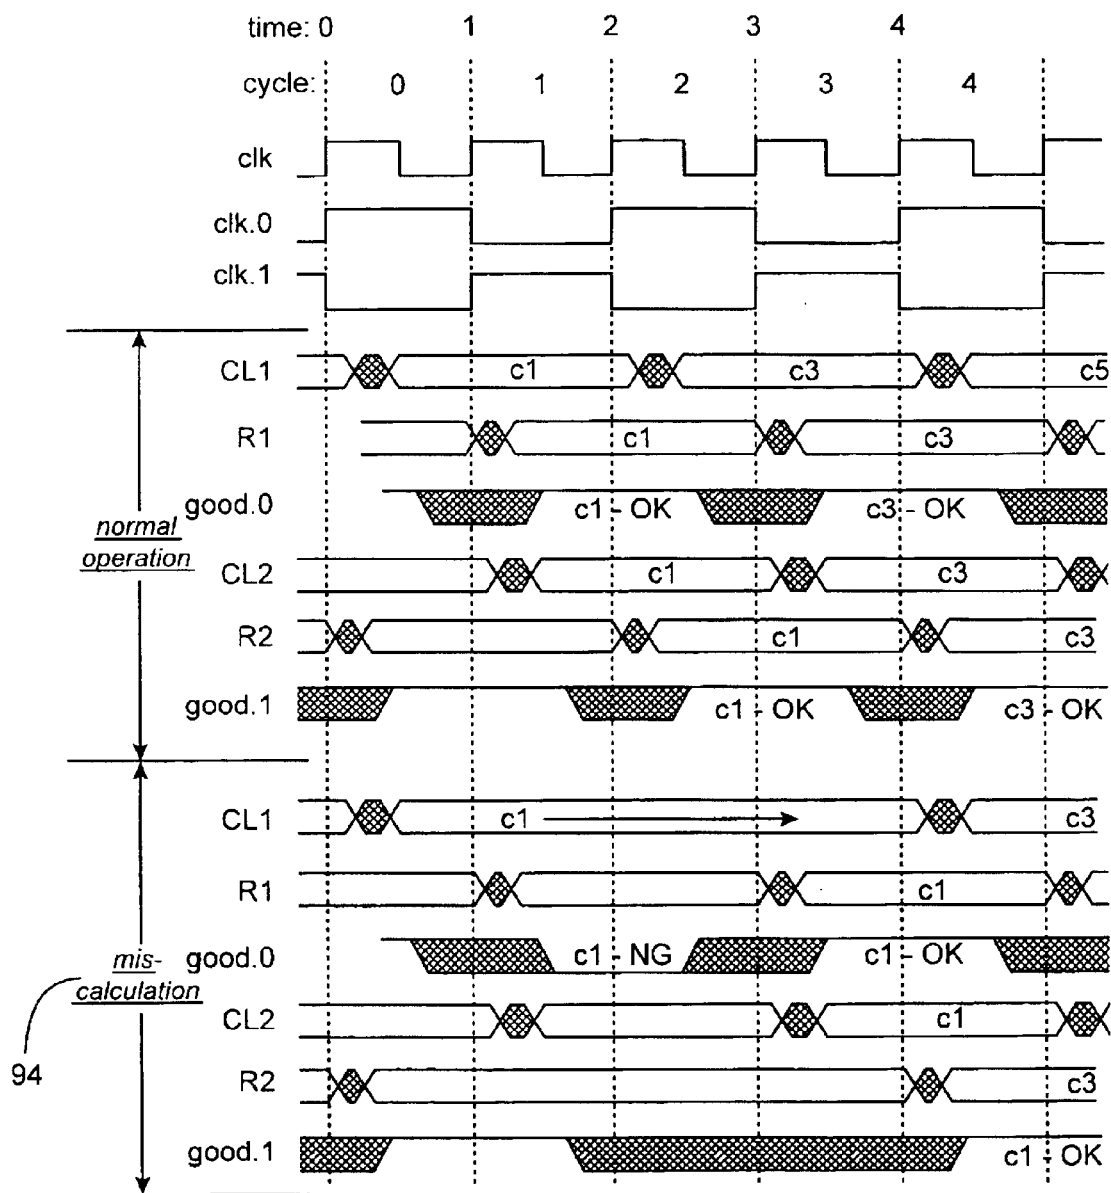 time: 0 1 2 3 4
cycle: 0 1 2 3 4
clk
clk.0
clk.1
CL1 c1 c3 c5
R1 c1 c3
good.0 c1 - OK c3 - OK
normal
operation
CL2 c1 c3
R2 c1 c3
good.1 c1 - OK c3 - OK
CL1 c1 c3
R1 c1
mis-
calculation
good.0 c1 - NG c1 - OK
CL2 c1
94
R2 c3
good.1 c1 - OK